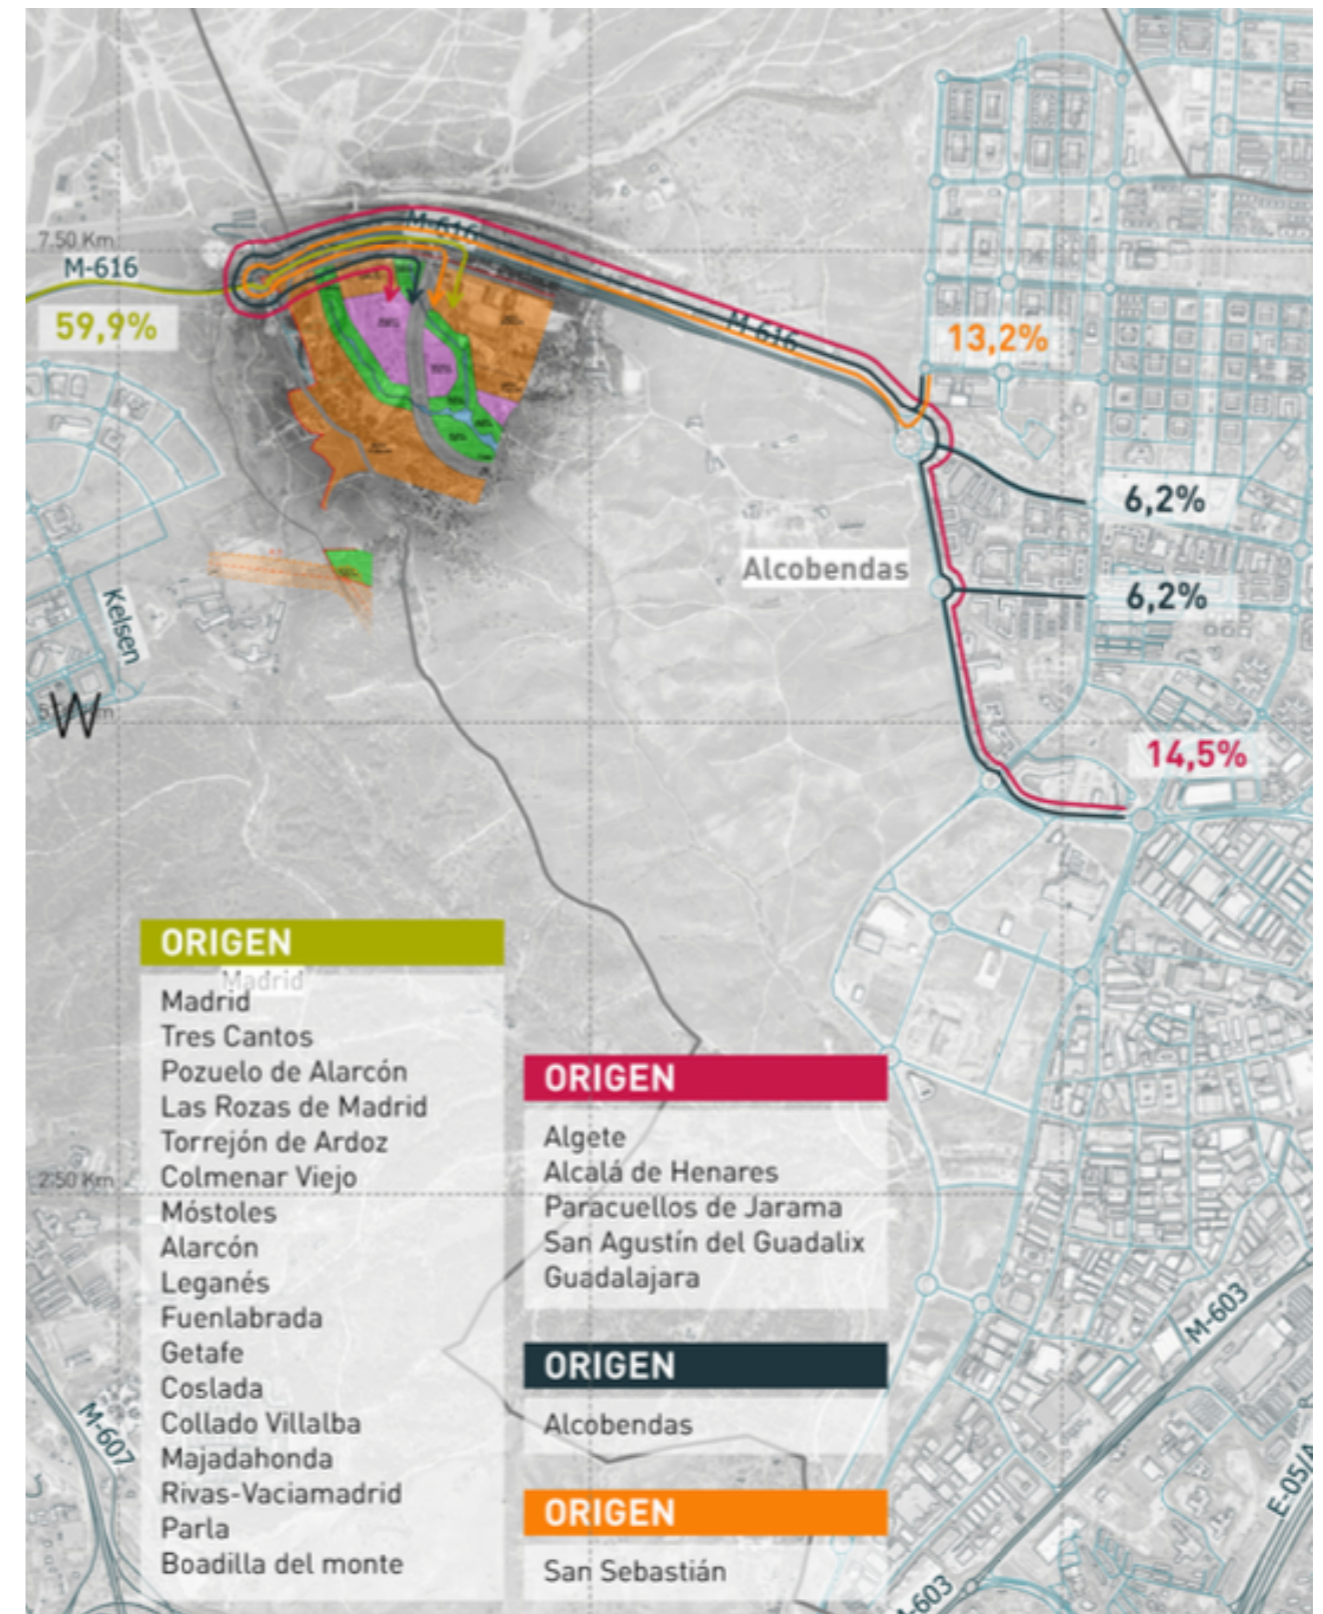 7.50 Km
M-616
59,9%
M-616
M-616
13,2%
6,2%
Alcobendas
6,2%
Kelsen
W
14,5%
ORIGEN
Madrid
Madrid
Tres Cantos
Pozuelo de Alarcón
Las Rozas de Madrid
Torrejón de Ardoz
Colmenar Viejo
Móstoles
Alarcón
Leganés
Fuenlabrada
Getafe
Coslada
Collado Villalba
Majadahonda
Rivas-Vaciamadrid
Parla
Boadilla del monte
2.50 Km
ORIGEN
Algete
Alcalá de Henares
Paracuellos de Jarama
San Agustín del Guadalix
Guadalajara
ORIGEN
Alcobendas
ORIGEN
San Sebastián
M-607
M-603
E-05/A
M-603